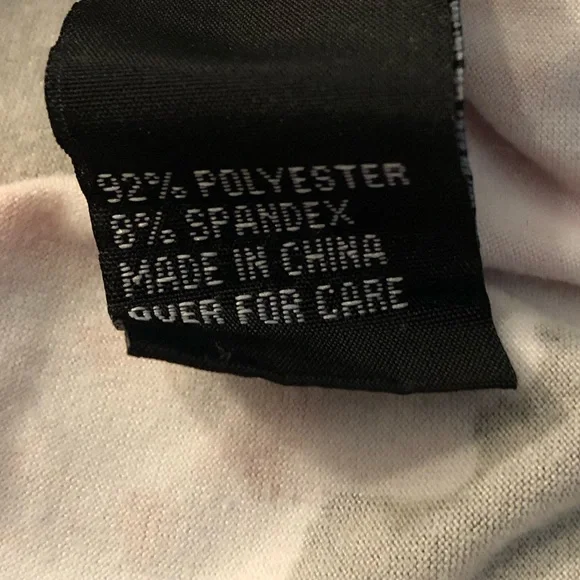 92% POLYESTER
8% SPANDEX
MADE IN CHINA
OVER FOR CARE